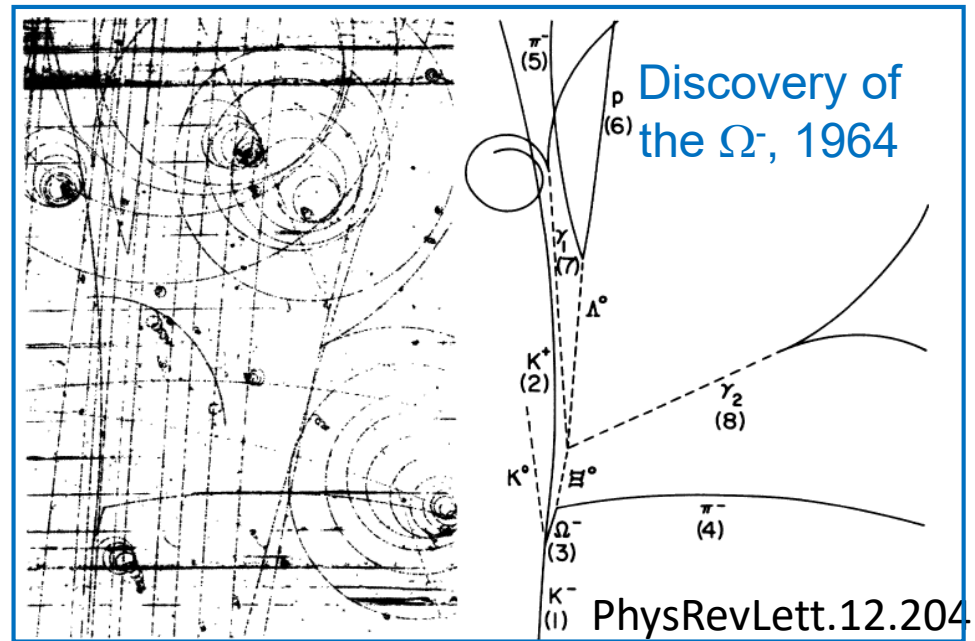 Discovery of
the Ω⁻, 1964
π⁻
(5)
p
(6)
γ₁
(7)
Λ°
K⁺
(2)
γ₂
(8)
K°
Ξ°
Ω⁻
(3)
π⁻
(4)
K⁻
(1)
PhysRevLett.12.204